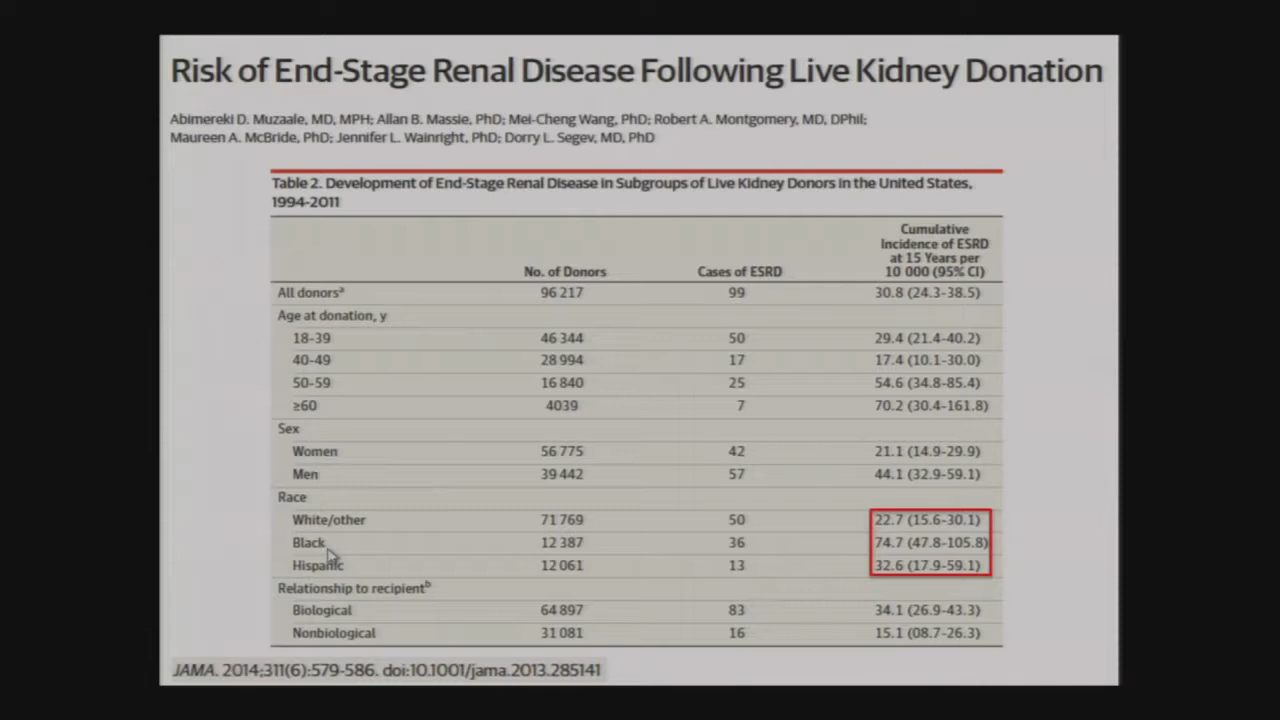 Risk of End-Stage Renal Disease Following Live Kidney Donation
Abimereki D. Muzaale, MD, MPH; Allan B. Massie, PhD; Mei-Cheng Wang, PhD; Robert A. Montgomery, MD, DPhil;
Maureen A. McBride, PhD; Jennifer L. Wainright, PhD; Dorry L. Segev, MD, PhD
Table 2. Development of End-Stage Renal Disease in Subgroups of Live Kidney Donors in the United States,
1994-2011
Cumulative
Incidence of ESRD
at 15 Years per
No. of Donors Cases of ESRD 10 000 (95% CI)
All donorsa 96 217 99 30.8 (24.3-38.5)
Age at donation, y
18-39 46 344 50 29.4 (21.4-40.2)
40-49 28 994 17 17.4 (10.1-30.0)
50-59 16 840 25 54.6 (34.8-85.4)
≥60 4039 7 70.2 (30.4-161.8)
Sex
Women 56 775 42 21.1 (14.9-29.9)
Men 39 442 57 44.1 (32.9-59.1)
Race
White/other 71 769 50 22.7 (15.6-30.1)
Black 12 387 36 74.7 (47.8-105.8)
Hispanic 12 061 13 32.6 (17.9-59.1)
Relationship to recipientb
Biological 64 897 83 34.1 (26.9-43.3)
Nonbiological 31 081 16 15.1 (08.7-26.3)
JAMA. 2014;311(6):579-586. doi:10.1001/jama.2013.285141